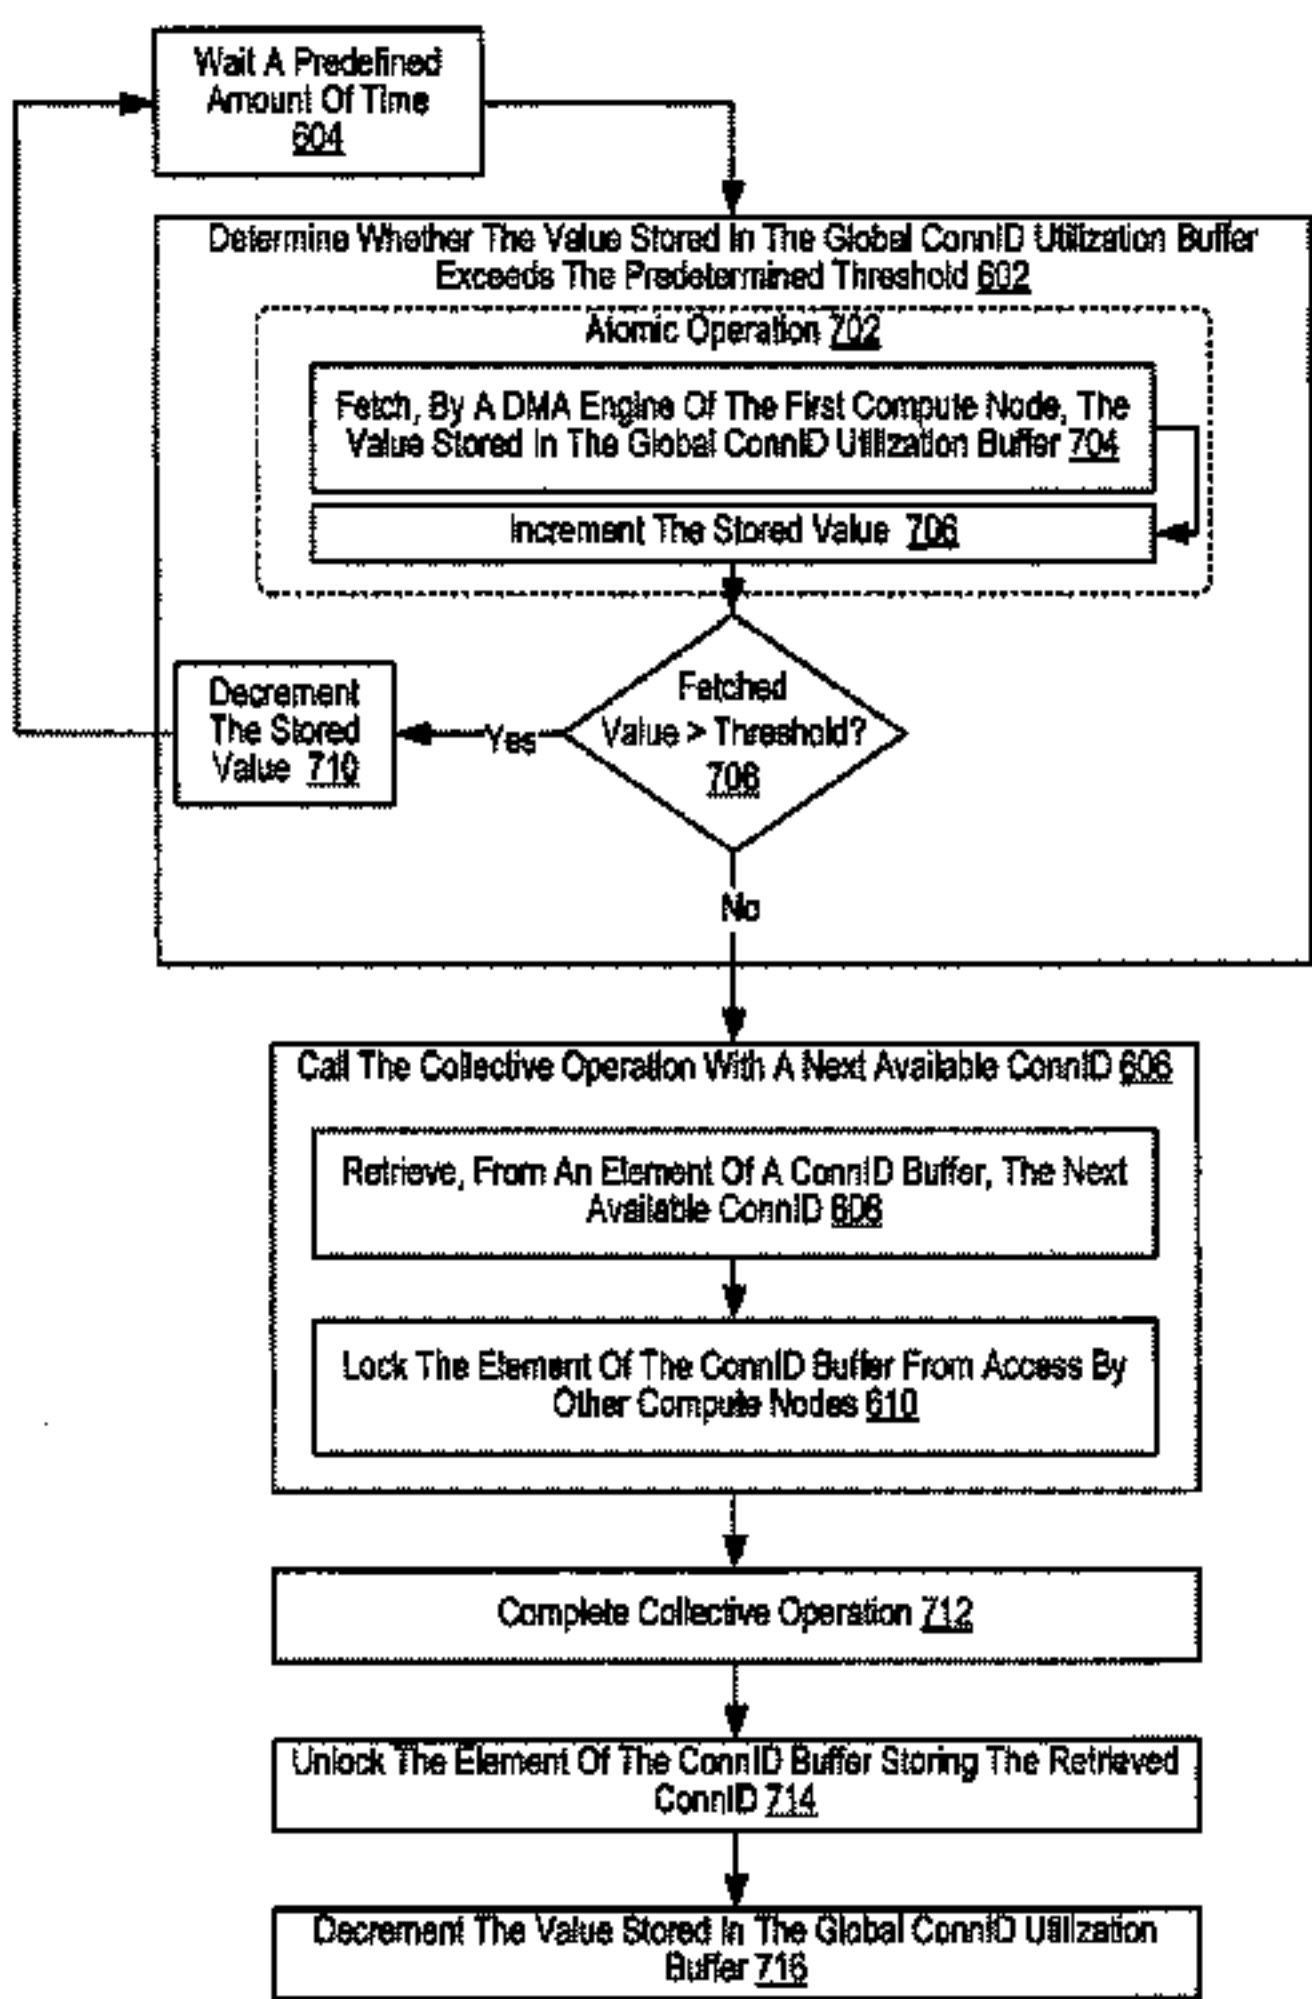 Wait A Predefined
Amount Of Time
604
Determine Whether The Value Stored In The Global ConnID Utilization Buffer
Exceeds The Predetermined Threshold 602
Atomic Operation 702
Fetch, By A DMA Engine Of The First Compute Node, The
Value Stored In The Global ConnID Utilization Buffer 704
Increment The Stored Value 706
Fetched
Value > Threshold?
708
Yes
Decrement
The Stored
Value 710
No
Call The Collective Operation With A Next Available ConnID 606
Retrieve, From An Element Of A ConnID Buffer, The Next
Available ConnID 608
Lock The Element Of The ConnID Buffer From Access By
Other Compute Nodes 610
Complete Collective Operation 712
Unlock The Element Of The ConnID Buffer Storing The Retrieved
ConnID 714
Decrement The Value Stored In The Global ConnID Utilization
Buffer 716